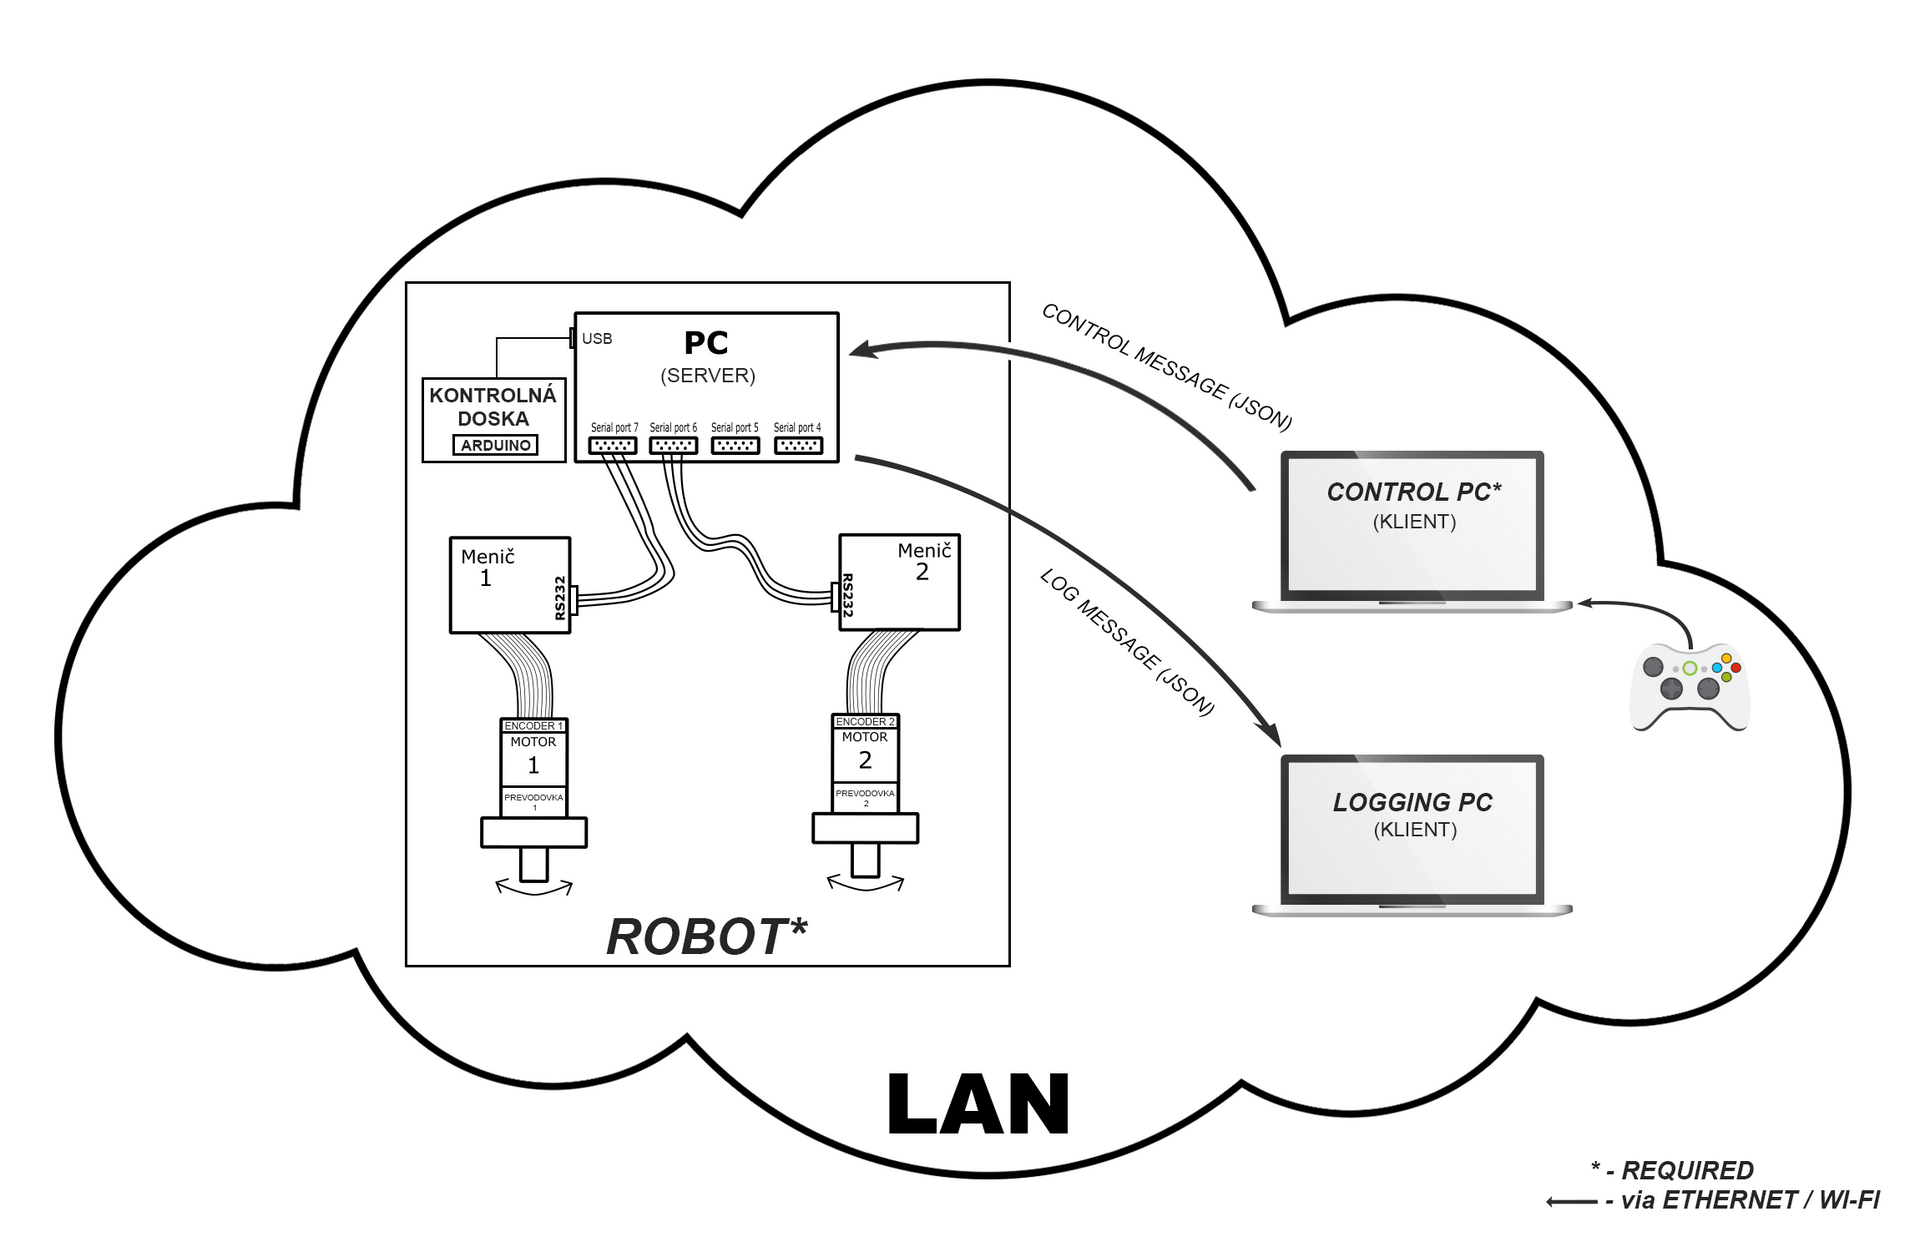 USB
PC
(SERVER)
KONTROLNÁ
DOSKA
ARDUINO
Serial port 7
Serial port 6
Serial port 5
Serial port 4
Menič
1
RS232
Menič
2
RS232
ENCODER 1
MOTOR
1
PREVODOVKA
1
ENCODER 2
MOTOR
2
PREVODOVKA
2
ROBOT*
CONTROL MESSAGE (JSON)
LOG MESSAGE (JSON)
CONTROL PC*
(KLIENT)
LOGGING PC
(KLIENT)
LAN
* - REQUIRED
- via ETHERNET / WI-FI